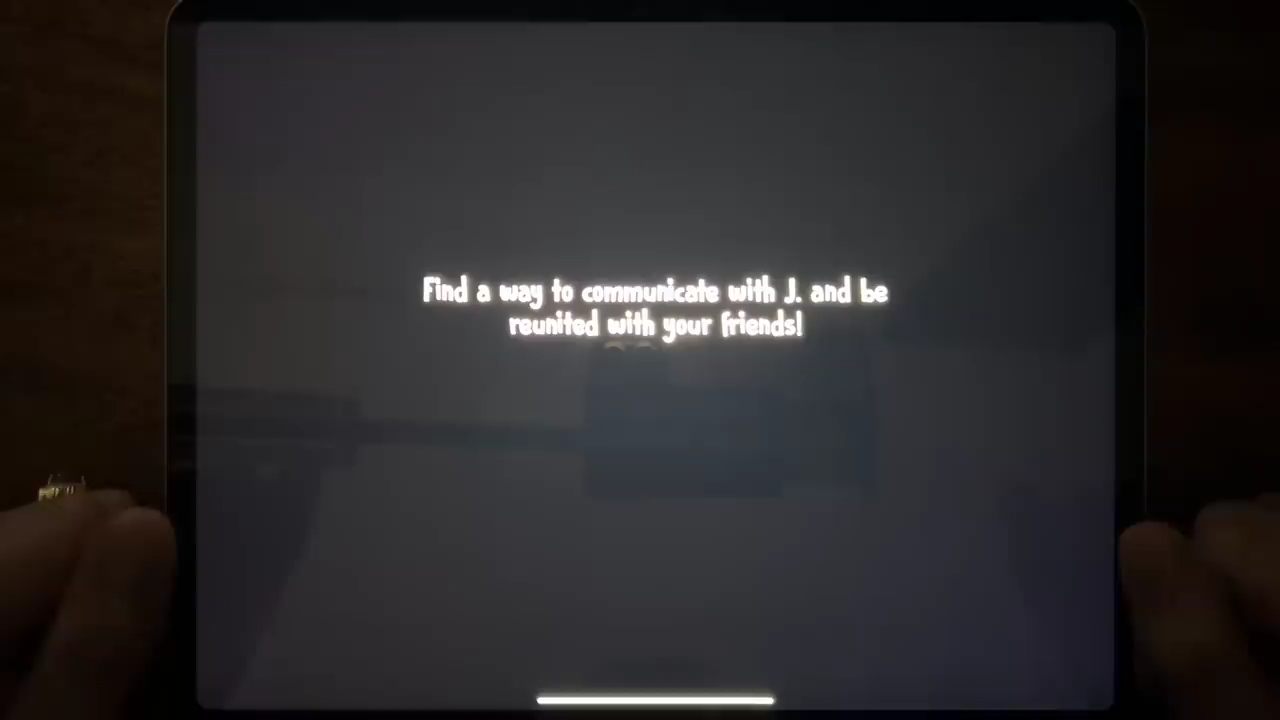 Find a way to communicate with J. and be
reunited with your friends!